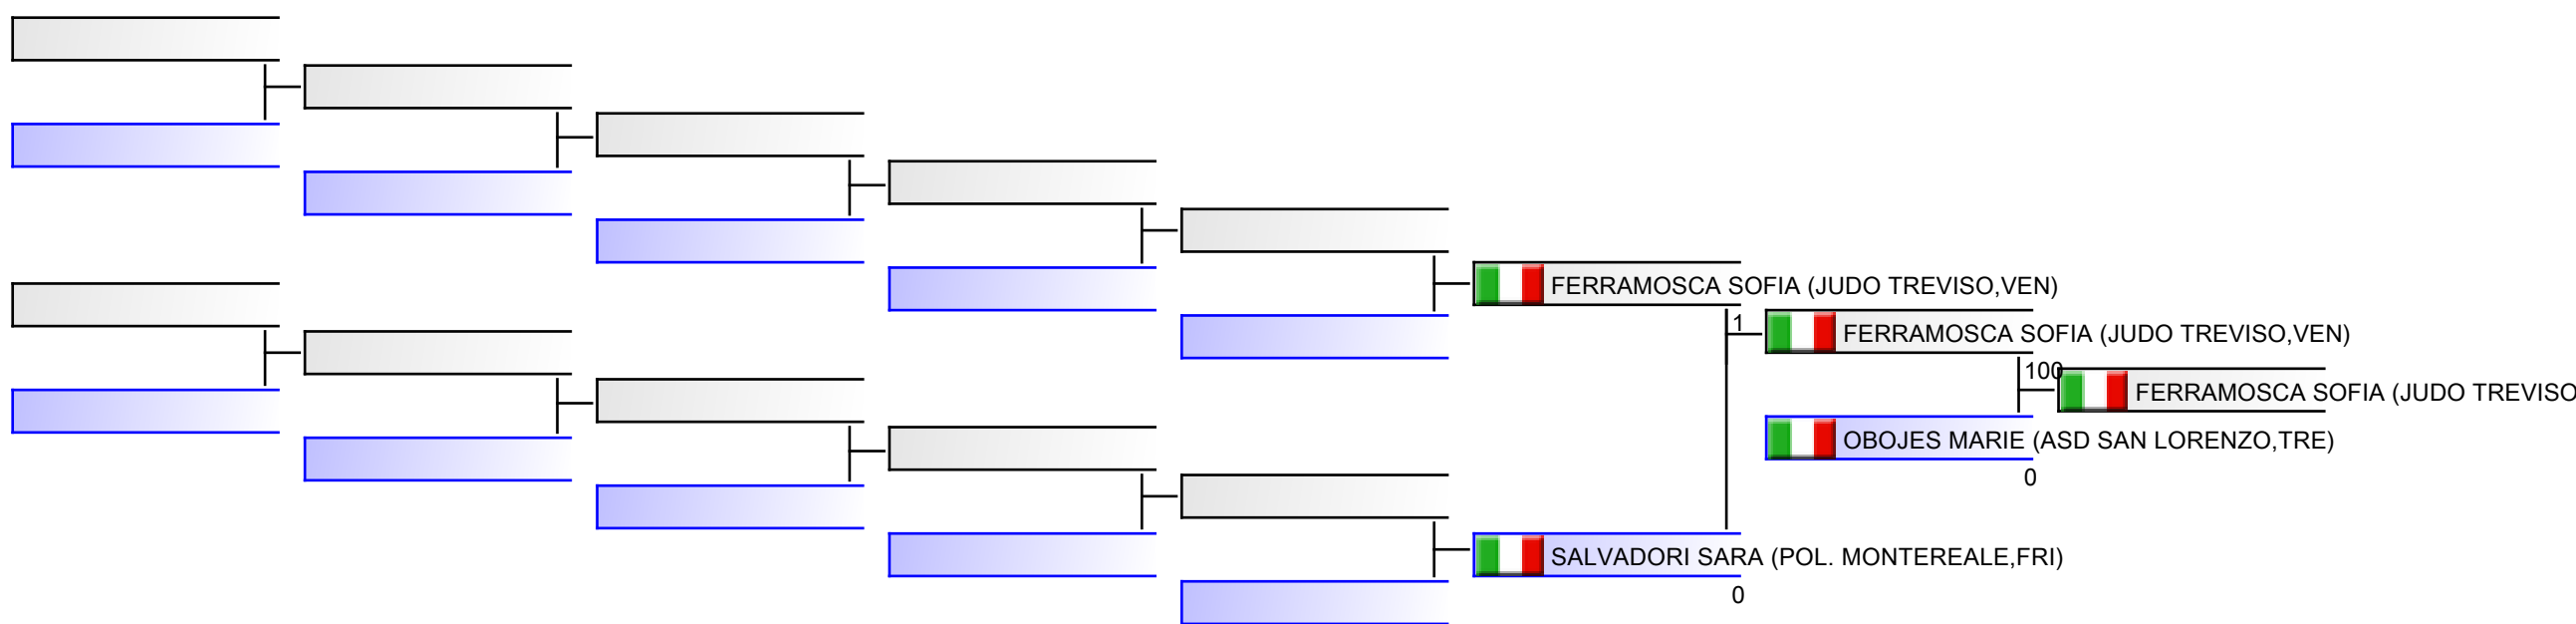 FERRAMOSCA SOFIA (JUDO TREVISO,VEN)
1
FERRAMOSCA SOFIA (JUDO TREVISO,VEN)
100
FERRAMOSCA SOFIA (JUDO TREVISO
OBOJES MARIE (ASD SAN LORENZO,TRE)
0
SALVADORI SARA (POL. MONTEREALE,FRI)
0